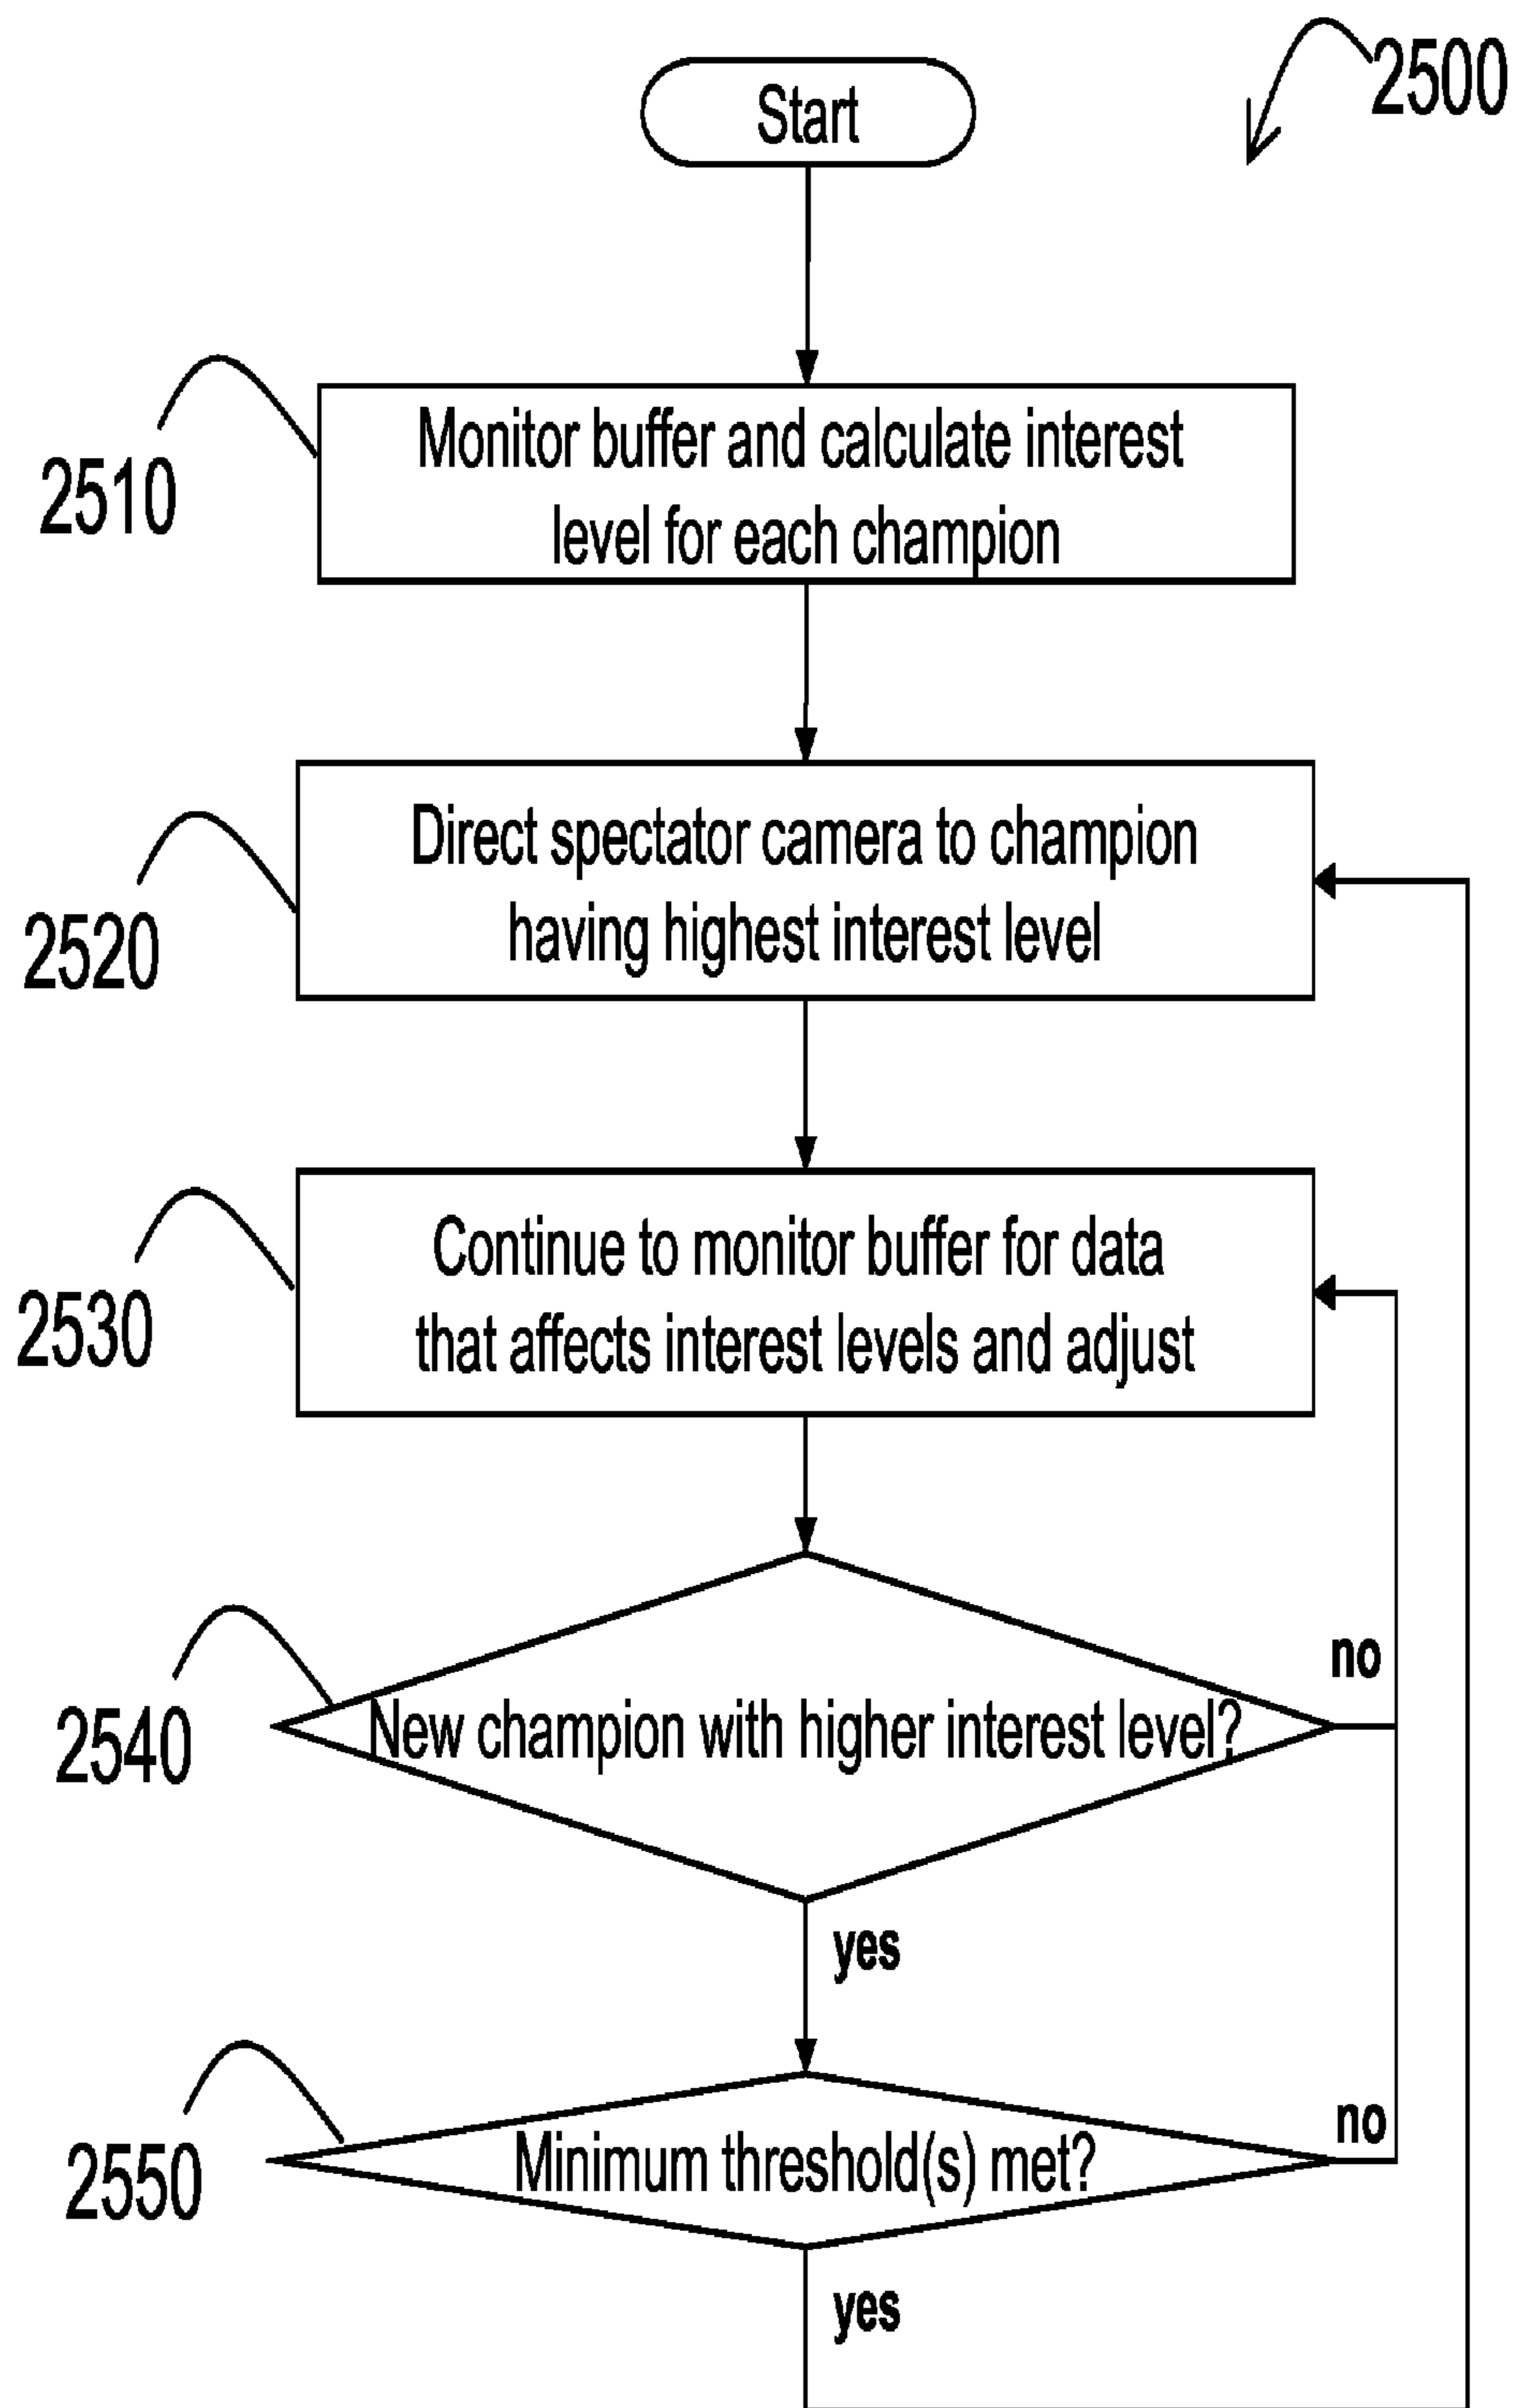 2500
Start
2510
Monitor buffer and calculate interest
level for each champion
2520
Direct spectator camera to champion
having highest interest level
2530
Continue to monitor buffer for data
that affects interest levels and adjust
no
2540
New champion with higher interest level?
yes
no
2550
Minimum threshold(s) met?
yes